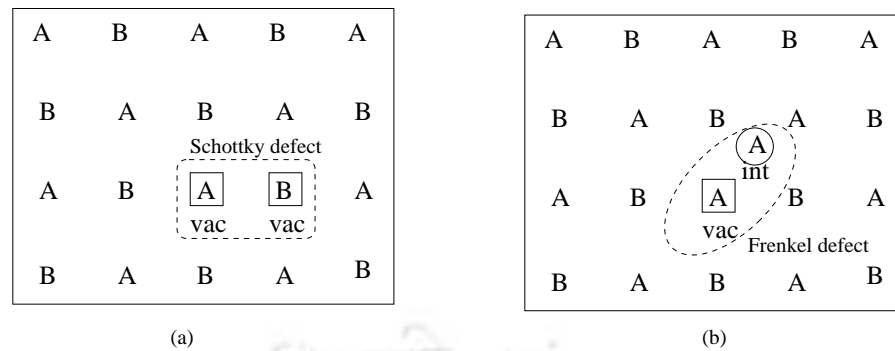 A B A B A
B A B A B
Schottky defect
A B A B A
vac vac
B A B A B
(a)
A B A B A
B A B A B
A
int
A B A B A
vac
Frenkel defect
B A B A B
(b)